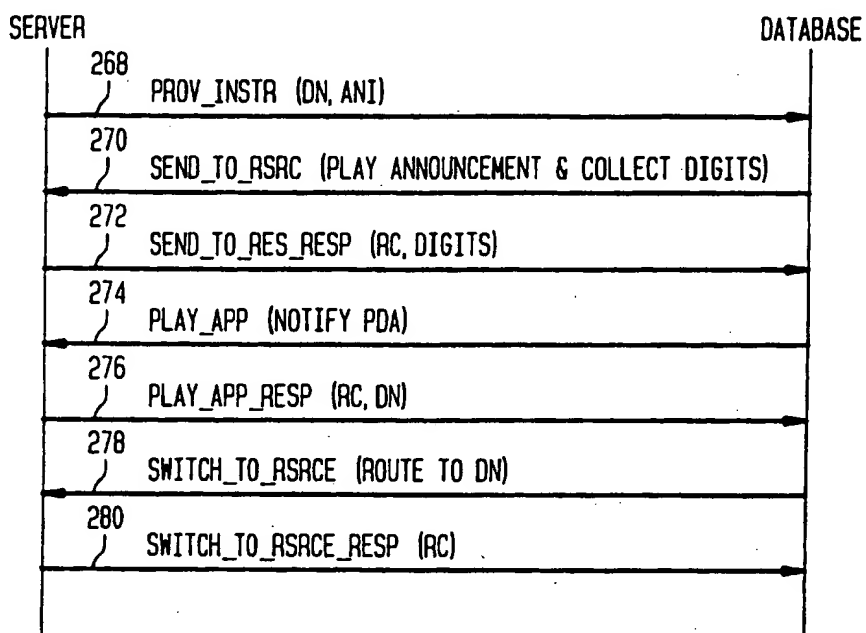 SERVER DATABASE
268
PROV_INSTR (DN, ANI)
270
SEND_TO_RSRC (PLAY ANNOUNCEMENT & COLLECT DIGITS)
272
SEND_TO_RES_RESP (RC, DIGITS)
274
PLAY_APP (NOTIFY PDA)
276
PLAY_APP_RESP (RC, DN)
278
SWITCH_TO_RSRCE (ROUTE TO DN)
280
SWITCH_TO_RSRCE_RESP (RC)